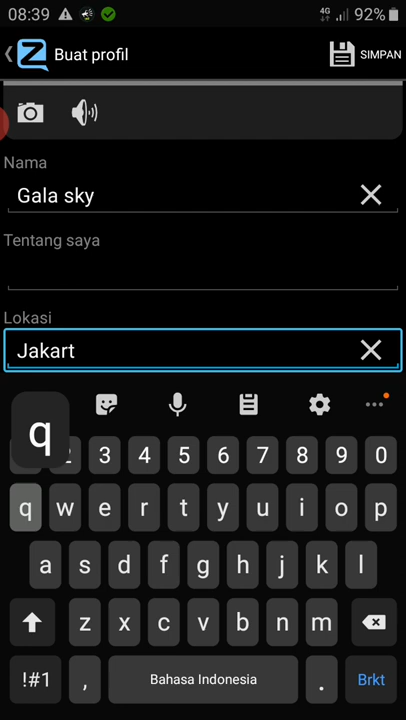 08:39 4G 92%
Z Buat profil SIMPAN
Nama
Gala sky
Tentang saya
Lokasi
Jakart
q
2 3 4 5 6 7 8 9 0
q w e r t y u i o p
a s d f g h j k l
z x c v b n m
!#1 , Bahasa Indonesia . Brkt